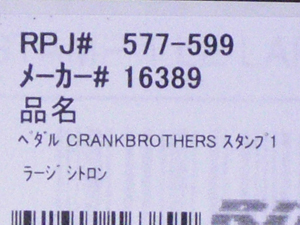 RPJ# 577-599
ﾒｰｶｰ# 16389
品名
ﾍﾟﾀﾞﾙ CRANKBROTHERS ｽﾀﾝﾌﾟ1
ﾗｰｼﾞ ｼﾄﾛﾝ